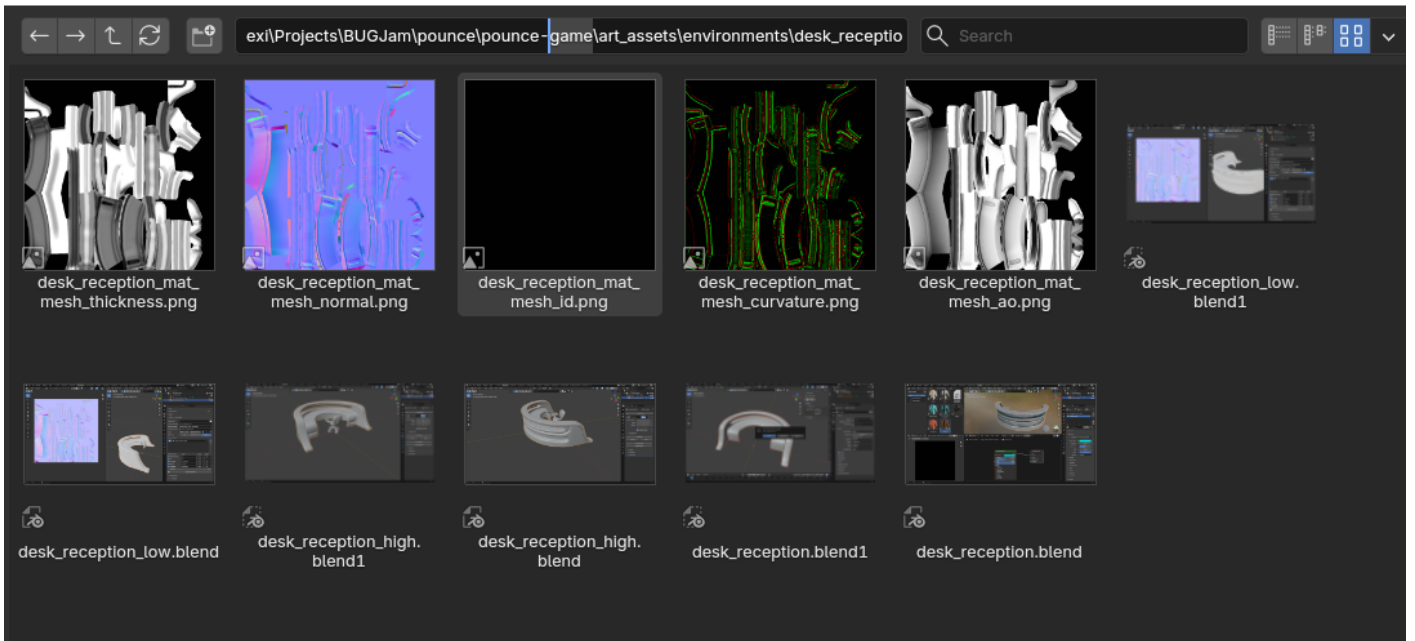 exi\Projects\BUGJam\pounce\pounce-game\art_assets\environments\desk_receptio
Search
desk_reception_mat_
mesh_thickness.png
desk_reception_mat_
mesh_normal.png
desk_reception_mat_
mesh_id.png
desk_reception_mat_
mesh_curvature.png
desk_reception_mat_
mesh_ao.png
desk_reception_low.
blend1
desk_reception_low.blend
desk_reception_high.
blend1
desk_reception_high.
blend
desk_reception.blend1
desk_reception.blend